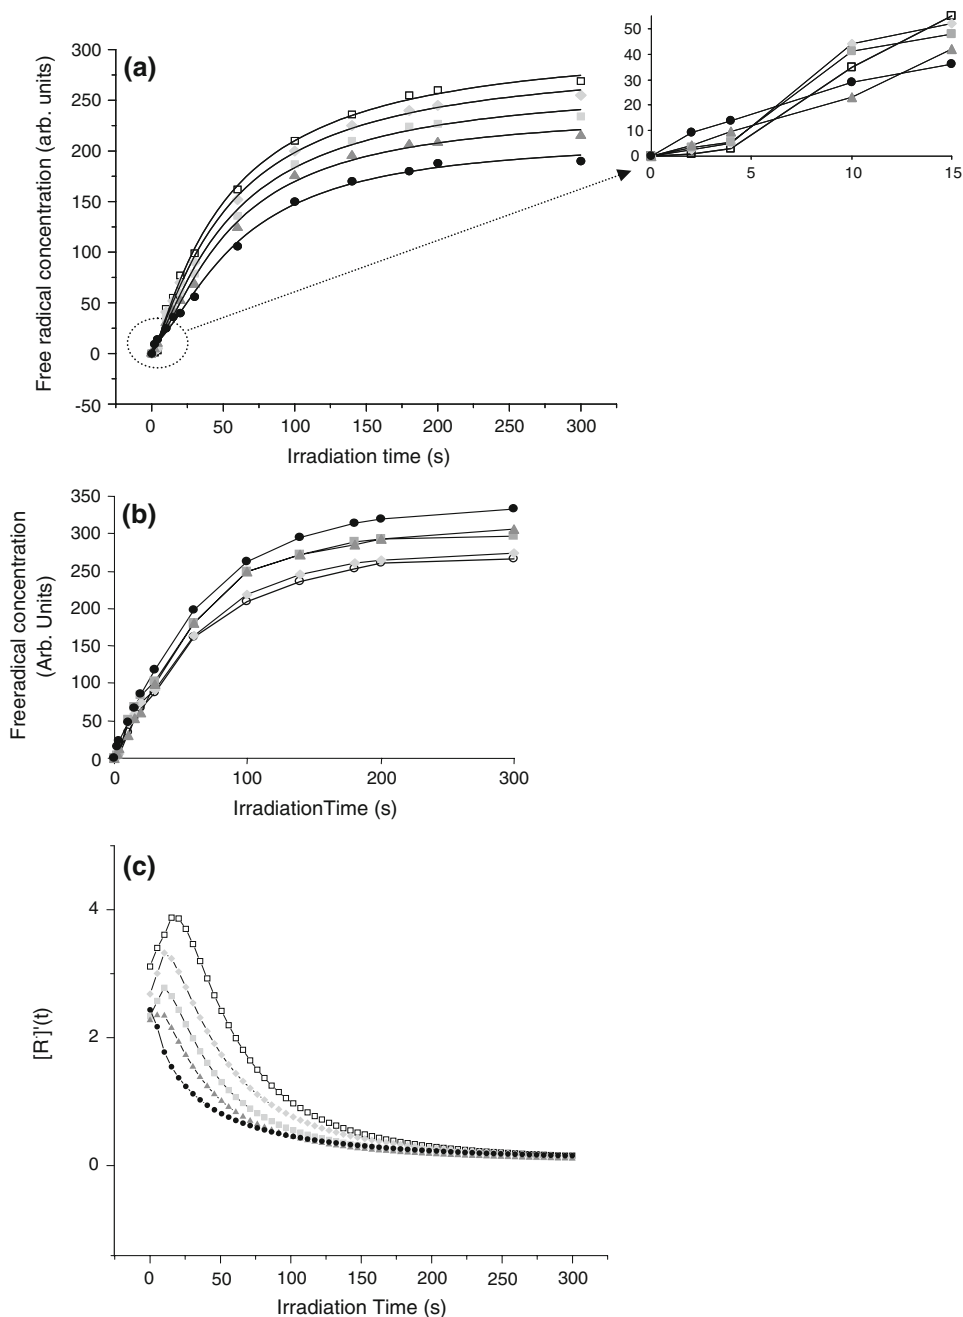 (a)
Free radical concentration (arb. units)
300
250
200
150
100
50
0
-50
0 50 100 150 200 250 300
Irradiation time (s)
50
40
30
20
10
0
0 5 10 15
(b)
Freeradical concentration
(Arb. Units)
350
300
250
200
150
100
50
0
0 100 200 300
IrradiationTime (s)
(c)
[R]'(t)
4
2
0
0 50 100 150 200 250 300
Irradiation Time (s)